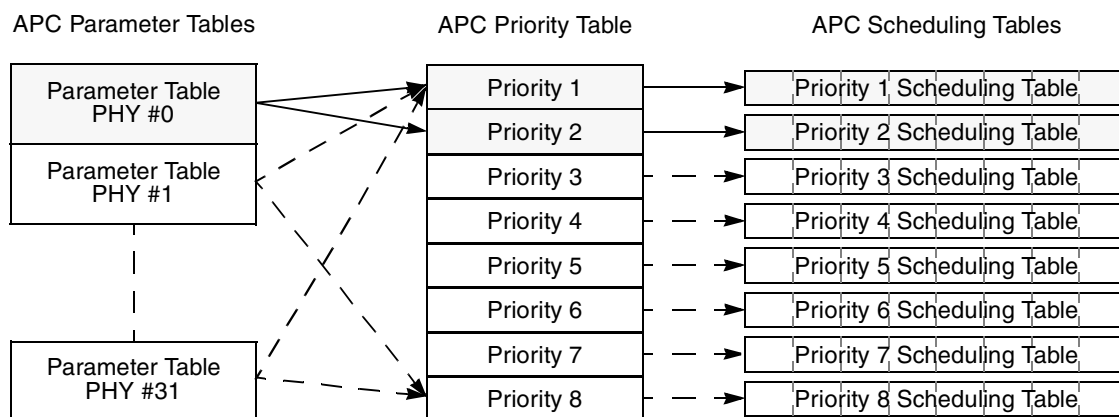 APC Parameter Tables
APC Priority Table
APC Scheduling Tables
Parameter Table
PHY #0
Parameter Table
PHY #1
Parameter Table
PHY #31
Priority 1
Priority 2
Priority 3
Priority 4
Priority 5
Priority 6
Priority 7
Priority 8
Priority 1 Scheduling Table
Priority 2 Scheduling Table
Priority 3 Scheduling Table
Priority 4 Scheduling Table
Priority 5 Scheduling Table
Priority 6 Scheduling Table
Priority 7 Scheduling Table
Priority 8 Scheduling Table